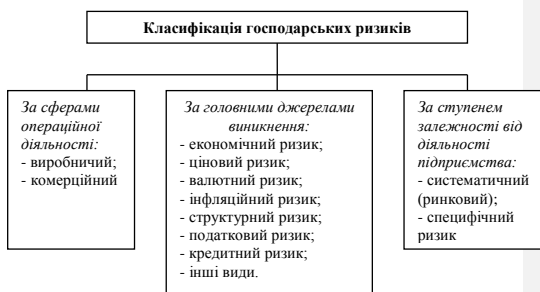 Класифікація господарських ризиків
За сферами
операційної
діяльності:
- виробничий;
- комерційний
За головними джерелами
виникнення:
- економічний ризик;
- ціновий ризик;
- валютний ризик;
- інфляційний ризик;
- структурний ризик;
- податковий ризик;
- кредитний ризик;
- інші види.
За ступенем
залежності від
діяльності
підприємства:
- систематичний
(ринковий);
- специфічний
ризик